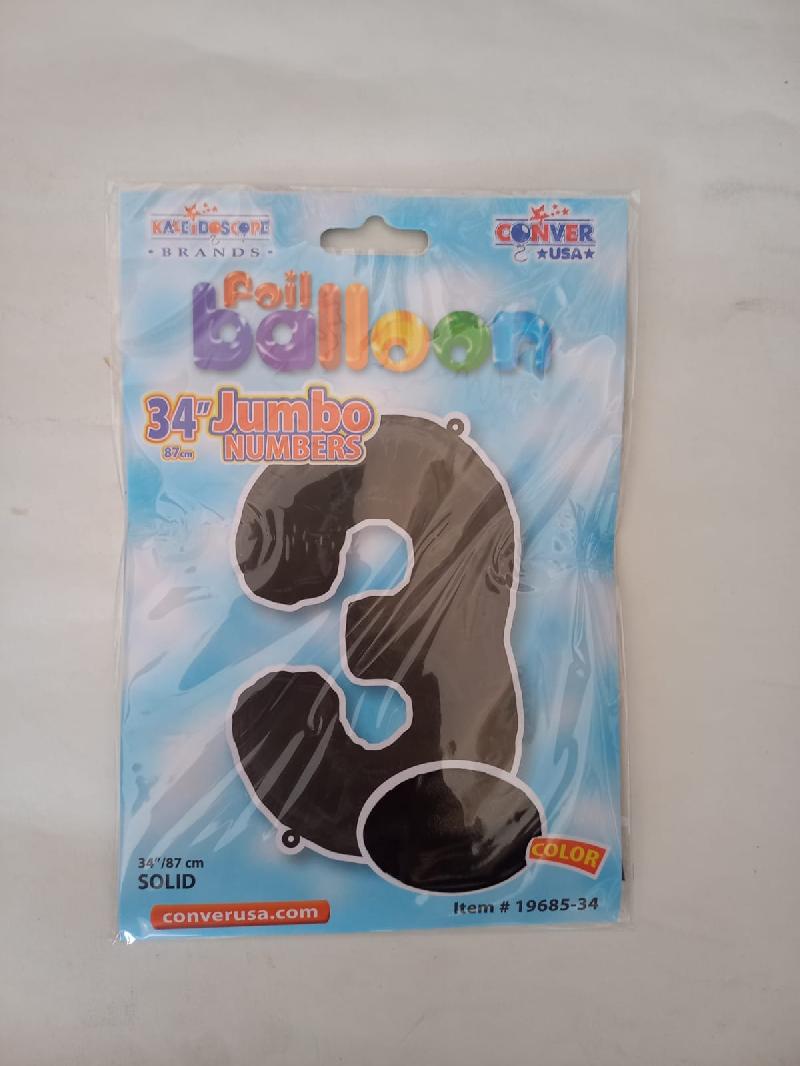 KALEIDOSCOPE
• BRANDS •
CONVER
★USA★
foil
balloon
34" Jumbo
87cm NUMBERS
3
COLOR
34"/87 cm
SOLID
converusa.com
Item # 19685-34